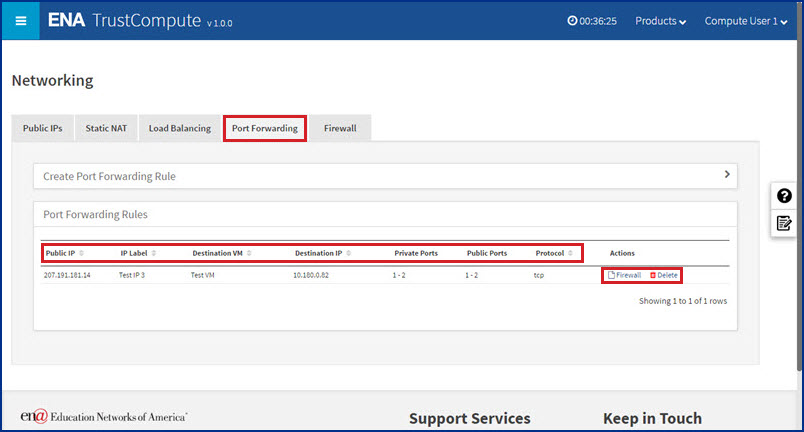 ENA TrustCompute v 1.0.0 00:36:25 Products Compute User 1
Networking
Public IPs Static NAT Load Balancing Port Forwarding Firewall
Create Port Forwarding Rule
Port Forwarding Rules
Public IP IP Label Destination VM Destination IP Private Ports Public Ports Protocol Actions
207.191.181.14 Test IP 3 Test VM 10.180.0.82 1 - 2 1 - 2 tcp Firewall Delete
Showing 1 to 1 of 1 rows
ena Education Networks of America Support Services Keep in Touch